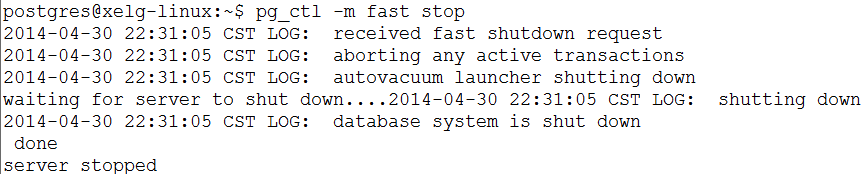 postgres@xelg-linux:~$ pg_ctl -m fast stop
2014-04-30 22:31:05 CST LOG:  received fast shutdown request
2014-04-30 22:31:05 CST LOG:  aborting any active transactions
2014-04-30 22:31:05 CST LOG:  autovacuum launcher shutting down
waiting for server to shut down....2014-04-30 22:31:05 CST LOG:  shutting down
2014-04-30 22:31:05 CST LOG:  database system is shut down
 done
server stopped